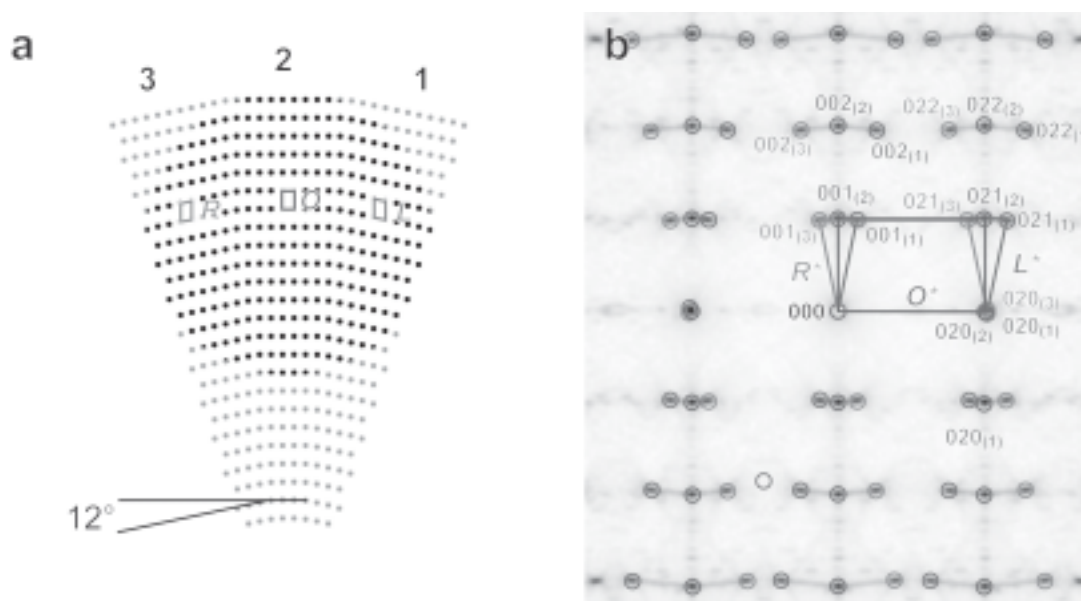 a
3
2
1
R
O
L
12°
b
002(2)
022(3)
022(2)
002(3)
002(1)
022(
001(2)
021(3)
021(2)
001(3)
001(1)
021(1)
R*
L*
000
O*
020(3)
020(2)
020(1)
020(1)